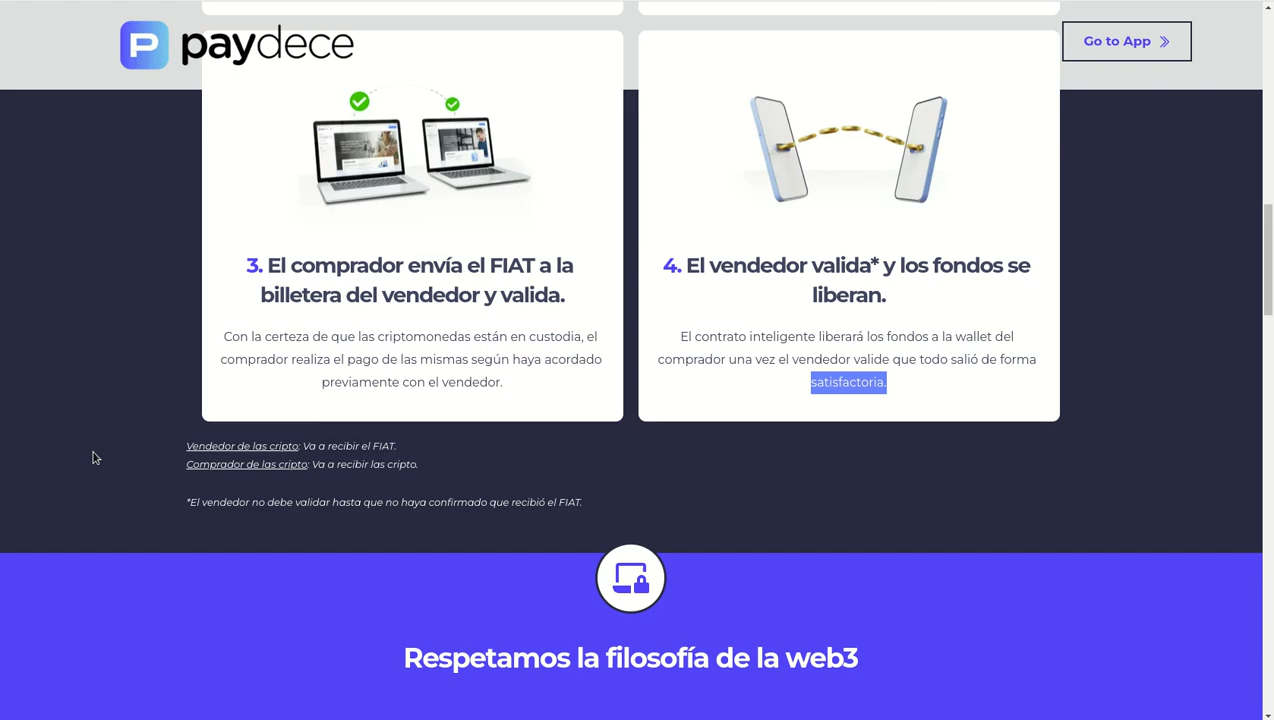 paydece
Go to App
3. El comprador envía el FIAT a la
billetera del vendedor y valida.
Con la certeza de que las criptomonedas están en custodia, el
comprador realiza el pago de las mismas según haya acordado
previamente con el vendedor.
4. El vendedor valida* y los fondos se
liberan.
El contrato inteligente liberará los fondos a la wallet del
comprador una vez el vendedor valide que todo salió de forma
satisfactoria.
Vendedor de las cripto: Va a recibir el FIAT.
Comprador de las cripto: Va a recibir las cripto.
*El vendedor no debe validar hasta que no haya confirmado que recibió el FIAT.
Respetamos la filosofía de la web3